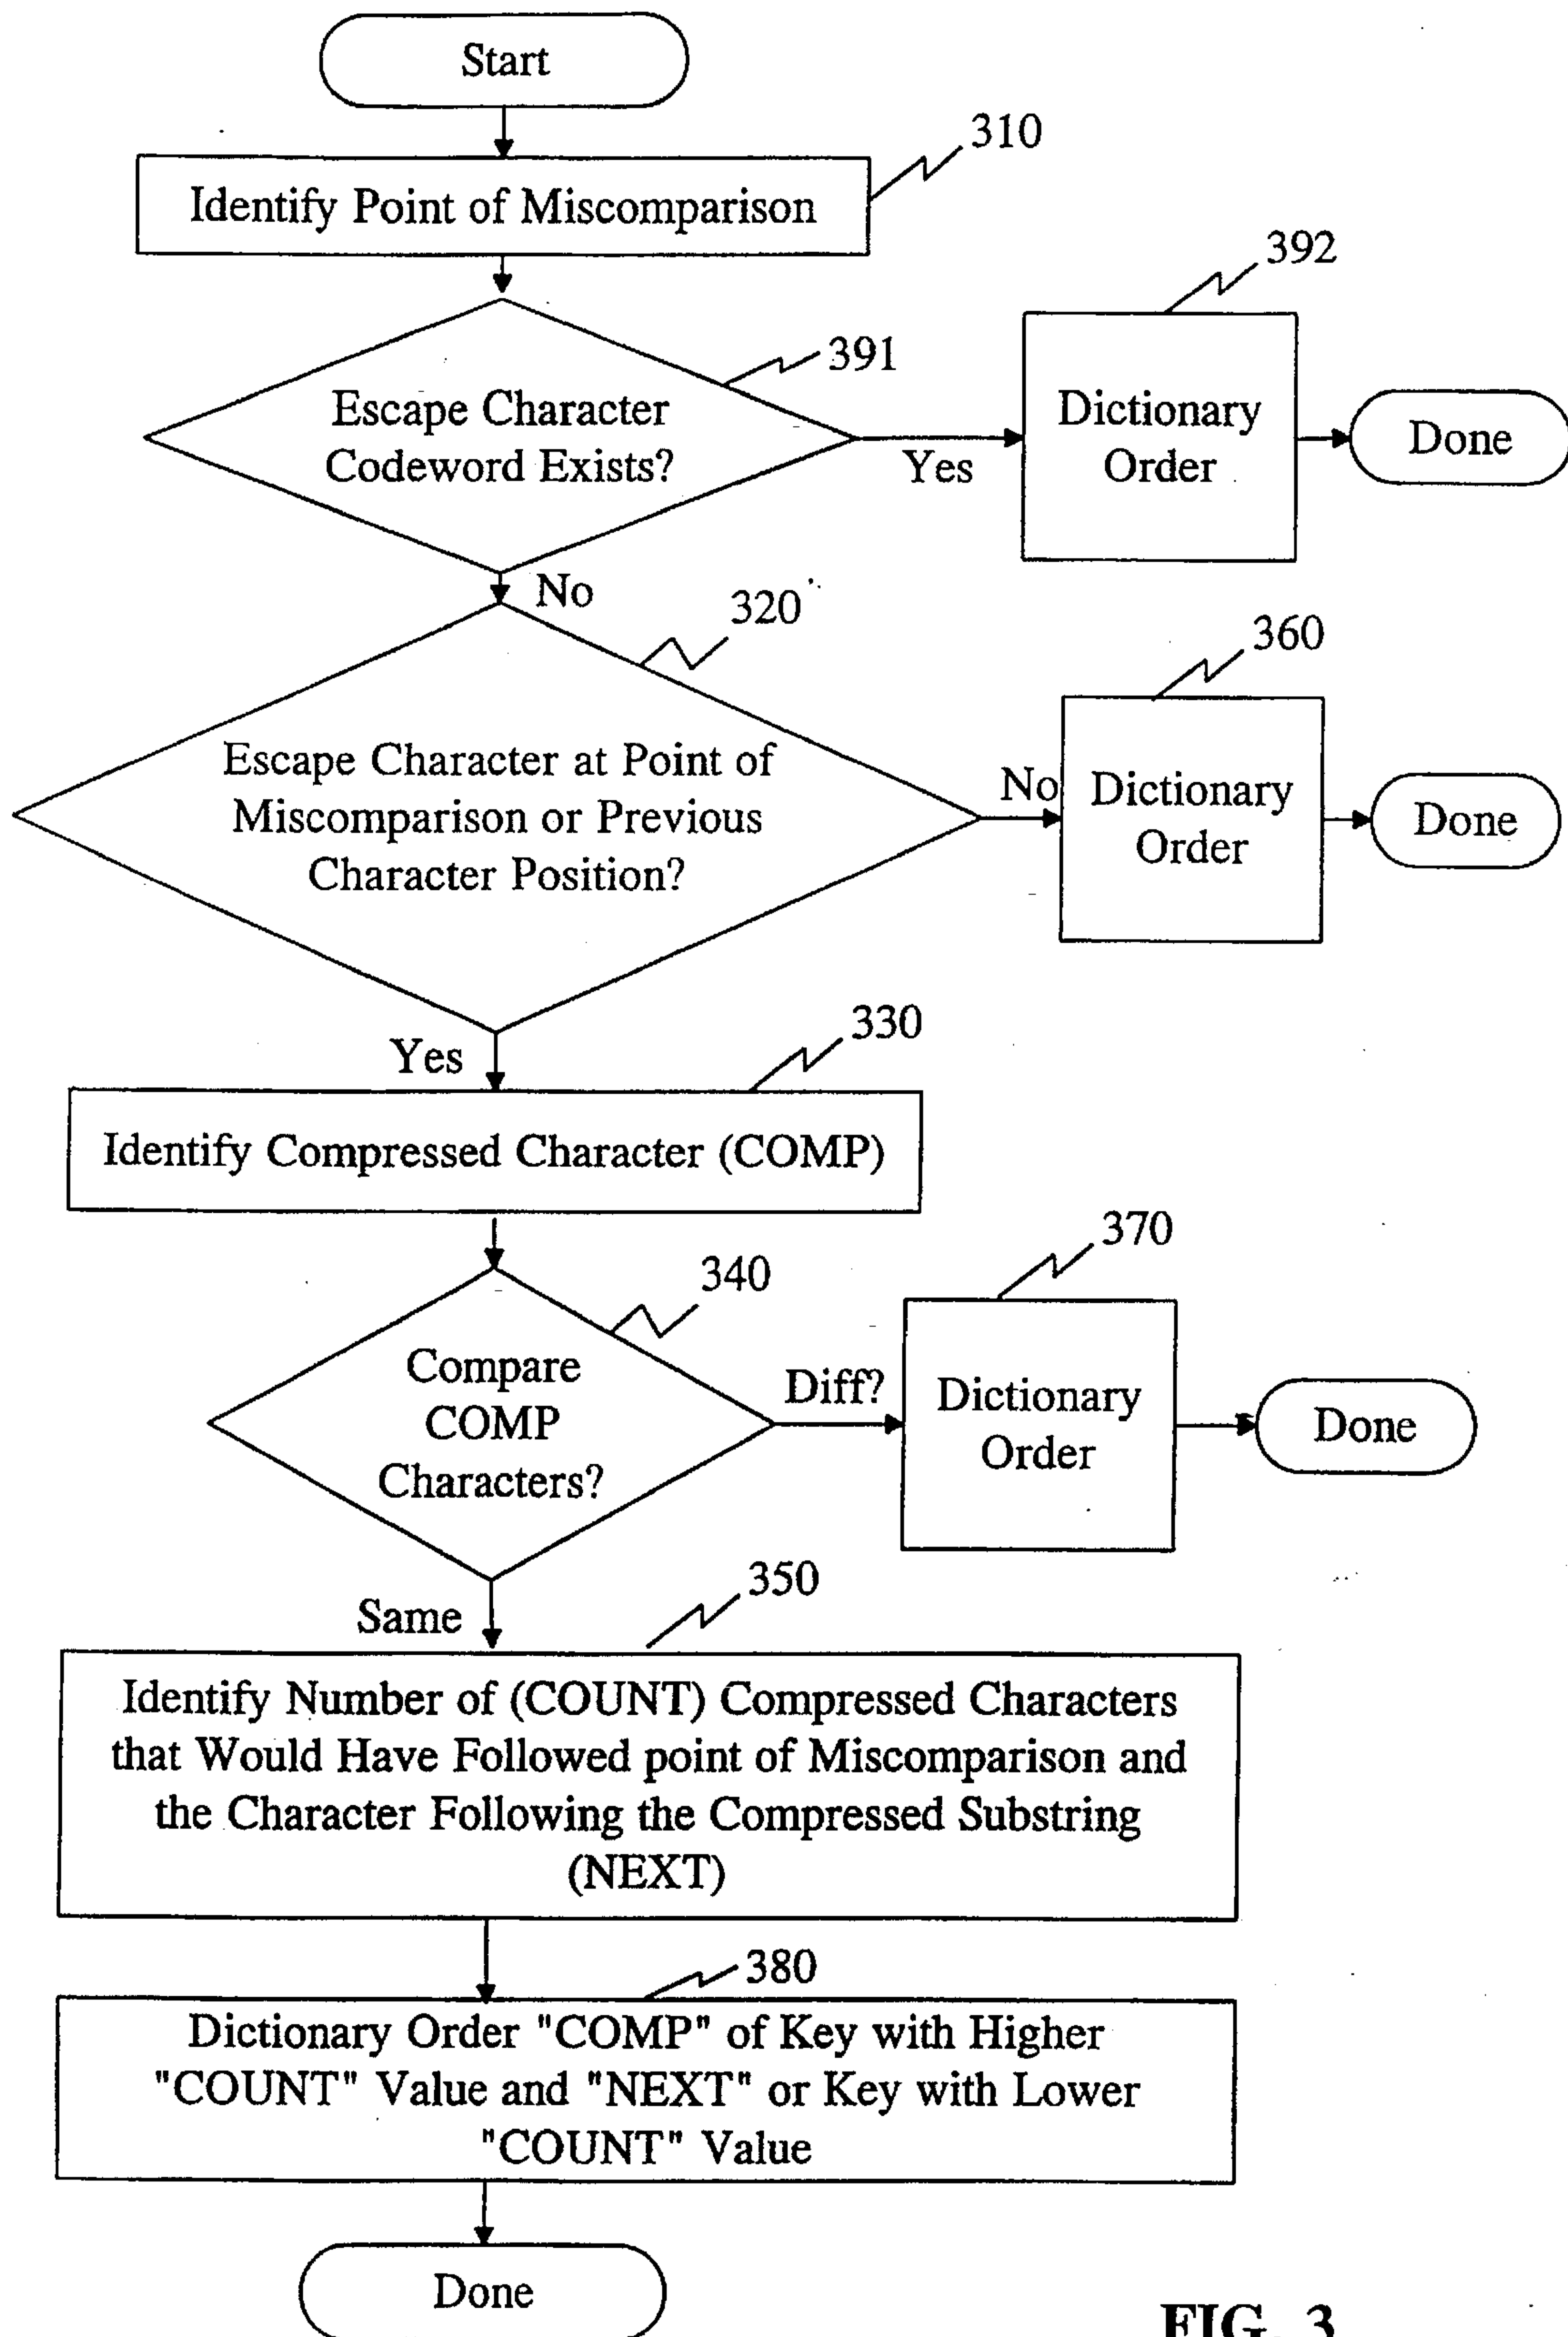 Start
310
Identify Point of Miscomparison
392
391
Escape Character
Codeword Exists?
Yes
Dictionary
Order
Done
No
320
360
Escape Character at Point of
Miscomparison or Previous
Character Position?
No
Dictionary
Order
Done
Yes
330
Identify Compressed Character (COMP)
370
340
Compare
COMP
Characters?
Diff?
Dictionary
Order
Done
Same
350
Identify Number of (COUNT) Compressed Characters
that Would Have Followed point of Miscomparison and
the Character Following the Compressed Substring
(NEXT)
380
Dictionary Order "COMP" of Key with Higher
"COUNT" Value and "NEXT" or Key with Lower
"COUNT" Value
Done
FIG. 3